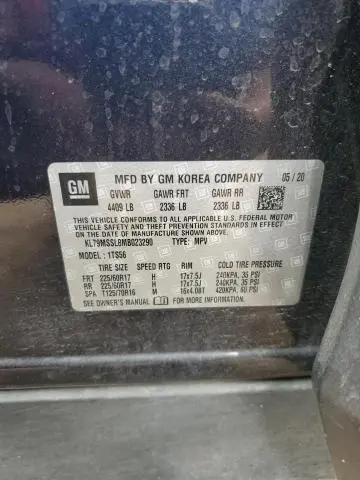 GM
MFD BY GM KOREA COMPANY 05/20
GVWR GAWR FRT GAWR RR
4409 LB 2336 LB 2336 LB
THIS VEHICLE CONFORMS TO ALL APPLICABLE U.S. FEDERAL MOTOR
VEHICLE SAFETY AND THEFT PREVENTION STANDARDS IN EFFECT
ON THE DATE OF MANUFACTURE SHOWN ABOVE.
KL79MSSL8MB023290 TYPE: MPV
MODEL: 1TS56
TIRE SIZE SPEED RTG RIM COLD TIRE PRESSURE
FRT 225/60R17 H 17x7.5J 240KPA, 35 PSI
RR 225/60R17 H 17x7.5J 240KPA, 35 PSI
SPA T125/70R16 M 16x4.00T 420KPA, 60 PSI
SEE OWNER'S MANUAL FOR MORE INFORMATION.